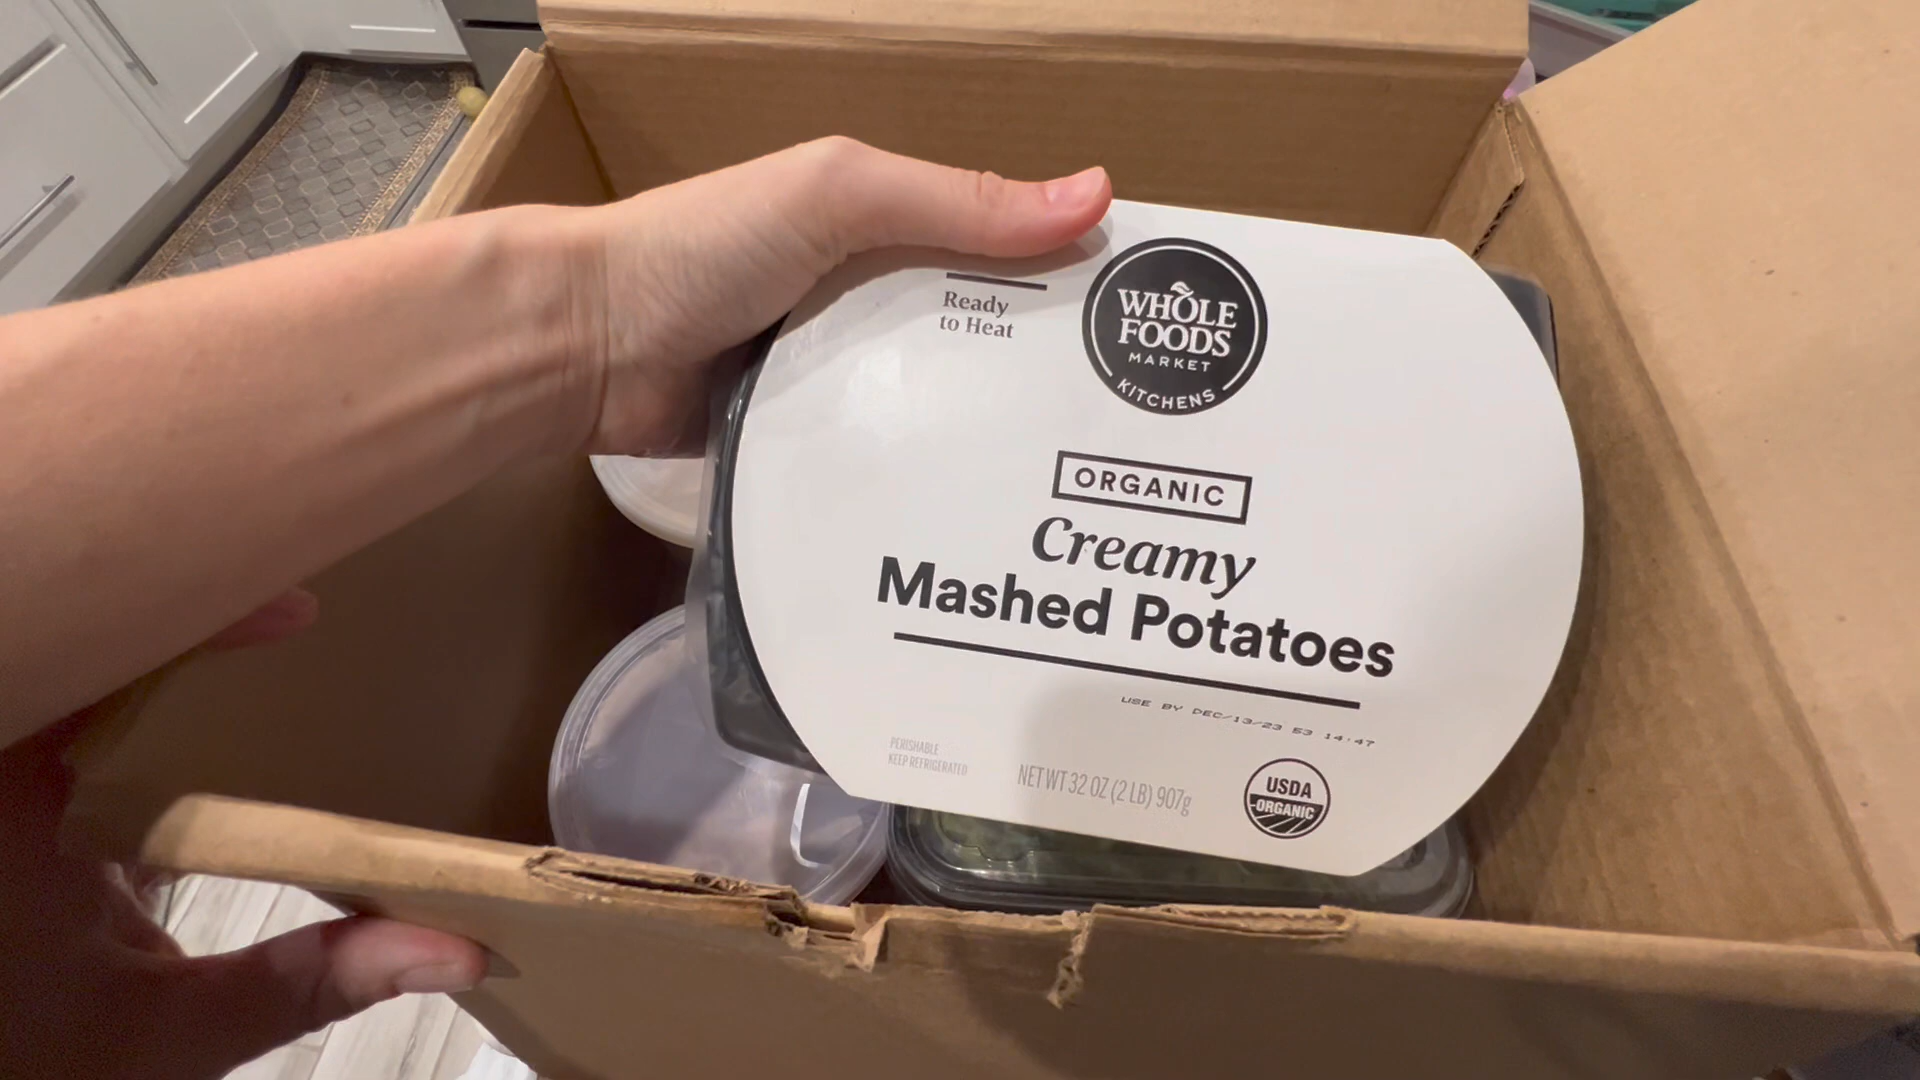 Ready
to Heat
WHOLE
FOODS
MARKET
KITCHENS
ORGANIC
Creamy
Mashed Potatoes
USE BY DEC/13/23 53 14:47
PERISHABLE
KEEP REFRIGERATED
NET WT 32 OZ (2 LB) 907g
USDA
ORGANIC